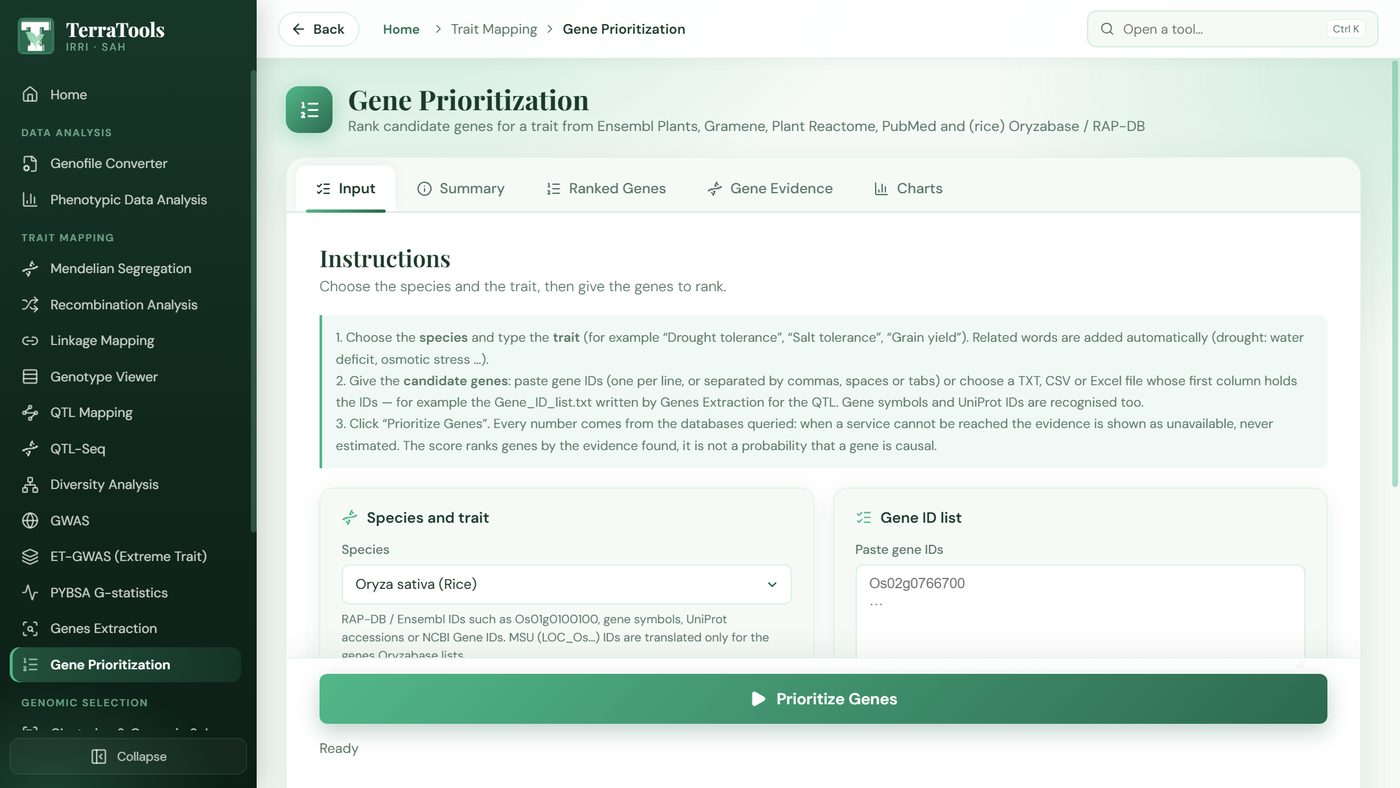 TerraTools
IRRI · SAH
Home
DATA ANALYSIS
Genofile Converter
Phenotypic Data Analysis
TRAIT MAPPING
Mendelian Segregation
Recombination Analysis
Linkage Mapping
Genotype Viewer
QTL Mapping
QTL-Seq
Diversity Analysis
GWAS
ET-GWAS (Extreme Trait)
PYBSA G-statistics
Genes Extraction
Gene Prioritization
GENOMIC SELECTION
Collapse
Back
Home > Trait Mapping > Gene Prioritization
Open a tool...
Ctrl K
Gene Prioritization
Rank candidate genes for a trait from Ensembl Plants, Gramene, Plant Reactome, PubMed and (rice) Oryzabase / RAP-DB
Input
Summary
Ranked Genes
Gene Evidence
Charts
Instructions
Choose the species and the trait, then give the genes to rank.
1. Choose the species and type the trait (for example “Drought tolerance”, “Salt tolerance”, “Grain yield”). Related words are added automatically (drought: water
deficit, osmotic stress ...).
2. Give the candidate genes: paste gene IDs (one per line, or separated by commas, spaces or tabs) or choose a TXT, CSV or Excel file whose first column holds
the IDs — for example the Gene_ID_list.txt written by Genes Extraction for the QTL. Gene symbols and UniProt IDs are recognised too.
3. Click “Prioritize Genes”. Every number comes from the databases queried: when a service cannot be reached the evidence is shown as unavailable, never
estimated. The score ranks genes by the evidence found, it is not a probability that a gene is causal.
Species and trait
Species
Oryza sativa (Rice)
RAP-DB / Ensembl IDs such as Os01g0100100, gene symbols, UniProt
accessions or NCBI Gene IDs. MSU (LOC_Os...) IDs are translated only for the
genes Oryzabase lists.
Gene ID list
Paste gene IDs
Os02g0766700
...
Prioritize Genes
Ready